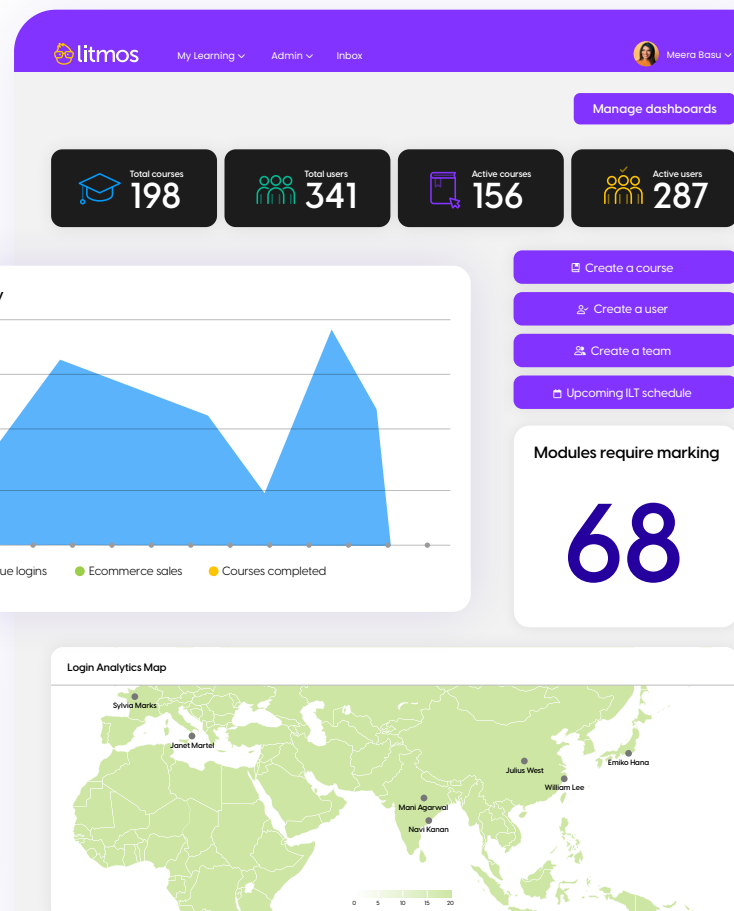 litmos
My Learning
Admin
Inbox
Meera Basu
Manage dashboards
Total courses
198
Total users
341
Active courses
156
Active users
287
y
Create a course
Create a user
Create a team
Upcoming ILT schedule
ue logins
Ecommerce sales
Courses completed
Modules require marking
68
Login Analytics Map
Sylvia Marks
Janet Martel
Emiko Hana
Julius West
William Lee
Mani Agarwal
Navi Kanan
0 5 10 15 20